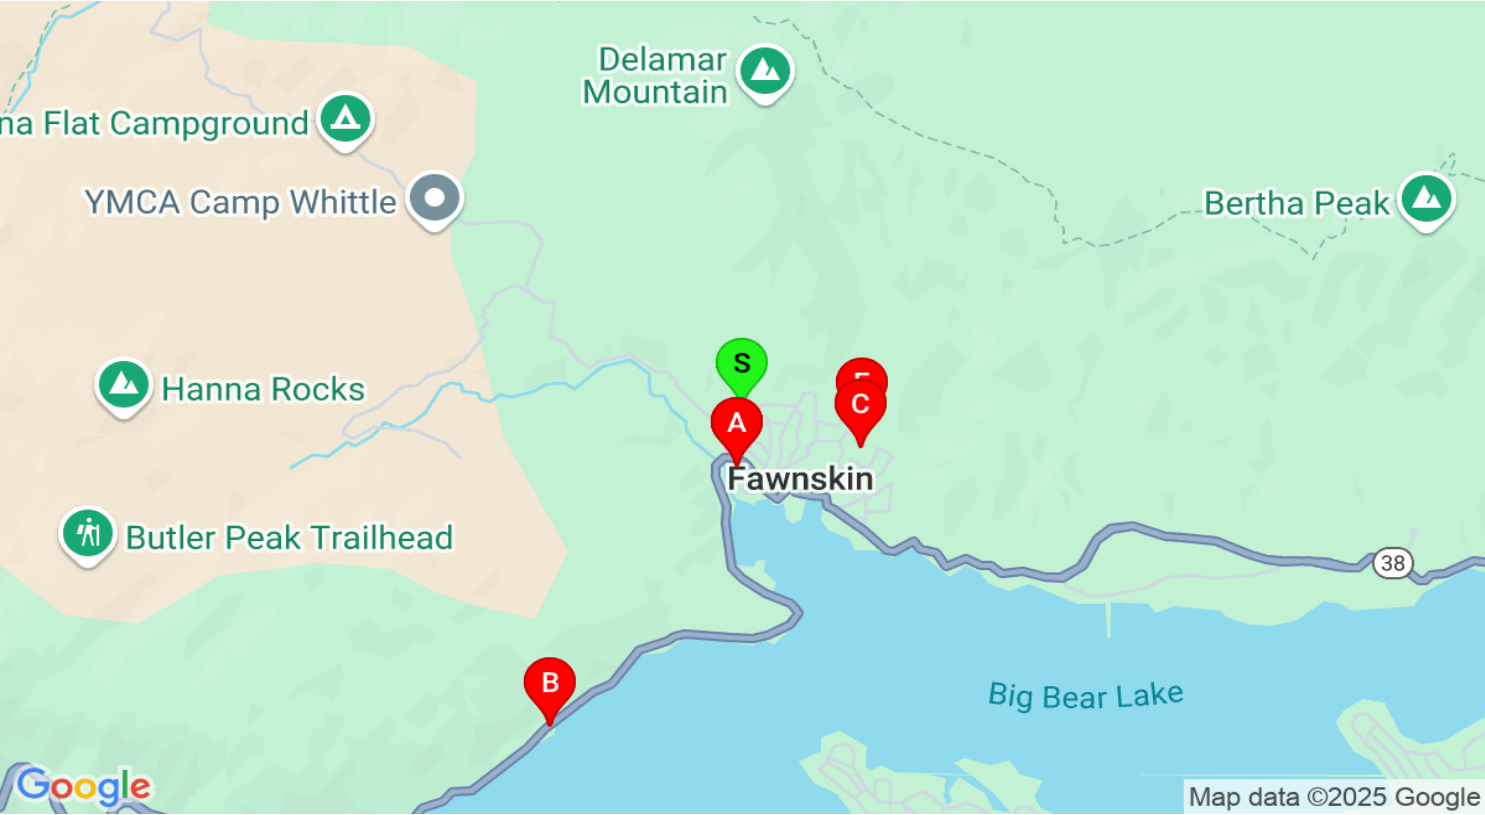 Delamar
Mountain
na Flat Campground
YMCA Camp Whittle
Bertha Peak
S
Hanna Rocks
C
A
Fawnskin
Butler Peak Trailhead
38
B
Big Bear Lake
Google
Map data ©2025 Google